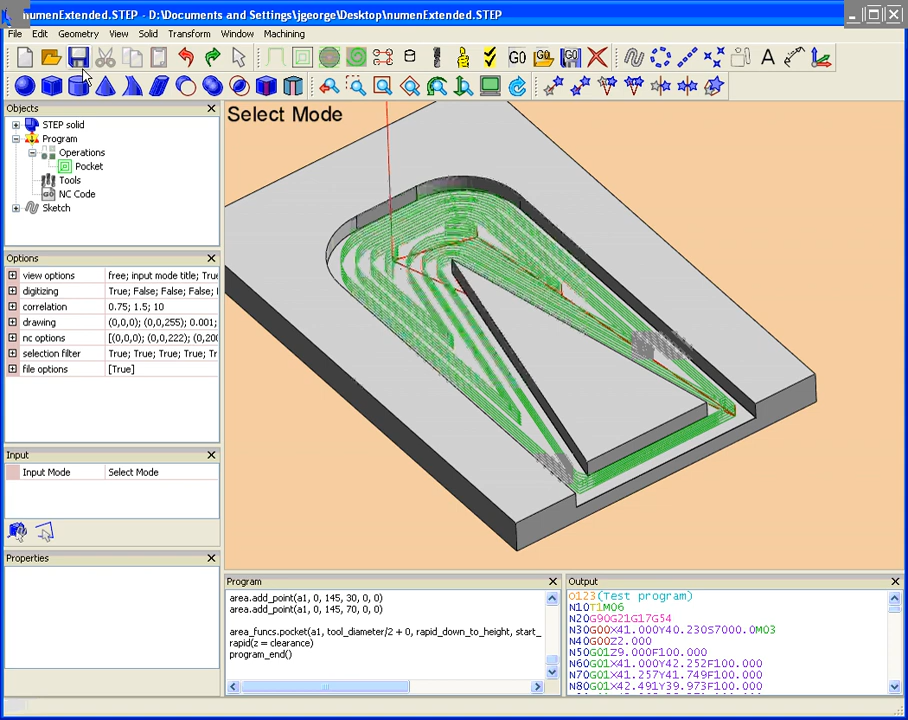 numenExtended.STEP - D:\Documents and Settings\jgeorge\Desktop\numenExtended.STEP
File Edit Geometry View Solid Transform Window Machining
G0
Objects
STEP solid
Program
Operations
Pocket
Tools
NC Code
Sketch
Options
view options free; input mode title; True
digitizing True; False; False; False;
correlation 0.75; 1.5; 10
drawing (0,0,0); (0,0,255); 0.001;
nc options [(0,0,0); (0,0,222); (0,20
selection filter True; True; True; True; Tr
file options [True]
Input
Input Mode Select Mode
Properties
Select Mode
Program
area.add_point(a1, 0, 145, 30, 0, 0)
area.add_point(a1, 0, 145, 70, 0, 0)
area_funcs.pocket(a1, tool_diameter/2 + 0, rapid_down_to_height, start_
rapid(z = clearance)
program_end()
Output
O123(Test program)
N10T1M06
N20G90G21G17G54
N30G00X41.000Y40.230S7000.0M03
N40G00Z2.000
N50G01Z9.000F100.000
N60G01X41.000Y42.252F100.000
N70G01X41.257Y41.749F100.000
N80G01X42.491Y39.973F100.000